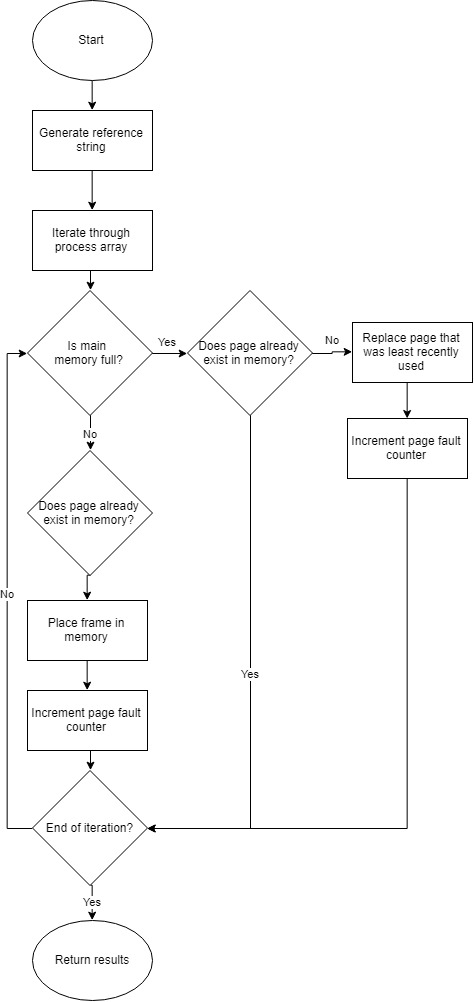 Start
Generate reference
string
Iterate through
process array
Is main
memory full?
Yes
Does page already
exist in memory?
No
Replace page that
was least recently
used
Increment page fault
counter
No
Does page already
exist in memory?
Place frame in
memory
Increment page fault
counter
No
Yes
End of iteration?
Yes
Return results